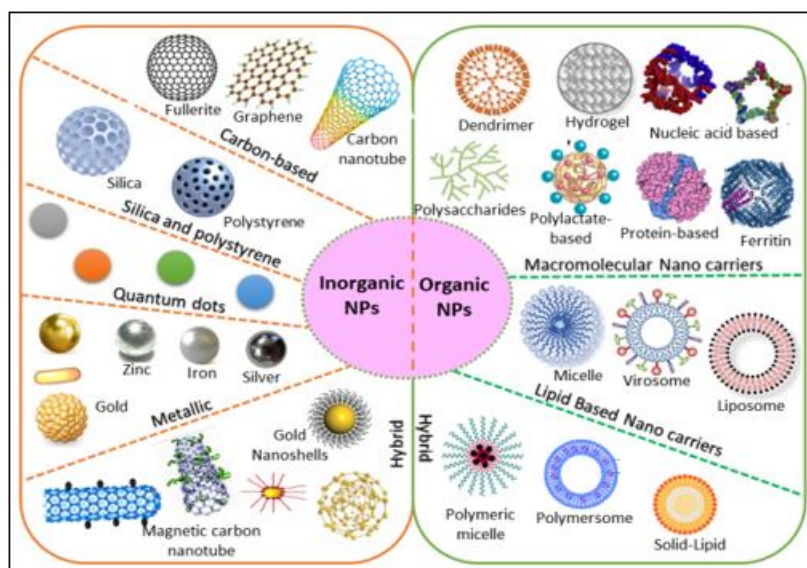 Fullerite
Graphene
Carbon
nanotube
Carbon-based
Silica
Polystyrene
Silica and polystyrene
Quantum dots
Zinc
Iron
Silver
Gold
Metallic
Gold
Nanoshells
Magnetic carbon
nanotube
Hybrid
Inorganic
NPs
Organic
NPs
Dendrimer
Hydrogel
Nucleic acid based
Polysaccharides
Polylactate-
based
Protein-based
Ferritin
Macromolecular Nano carriers
Micelle
Virosome
Liposome
Lipid Based Nano carriers
Hybrid
Polymeric
micelle
Polymersome
Solid-Lipid